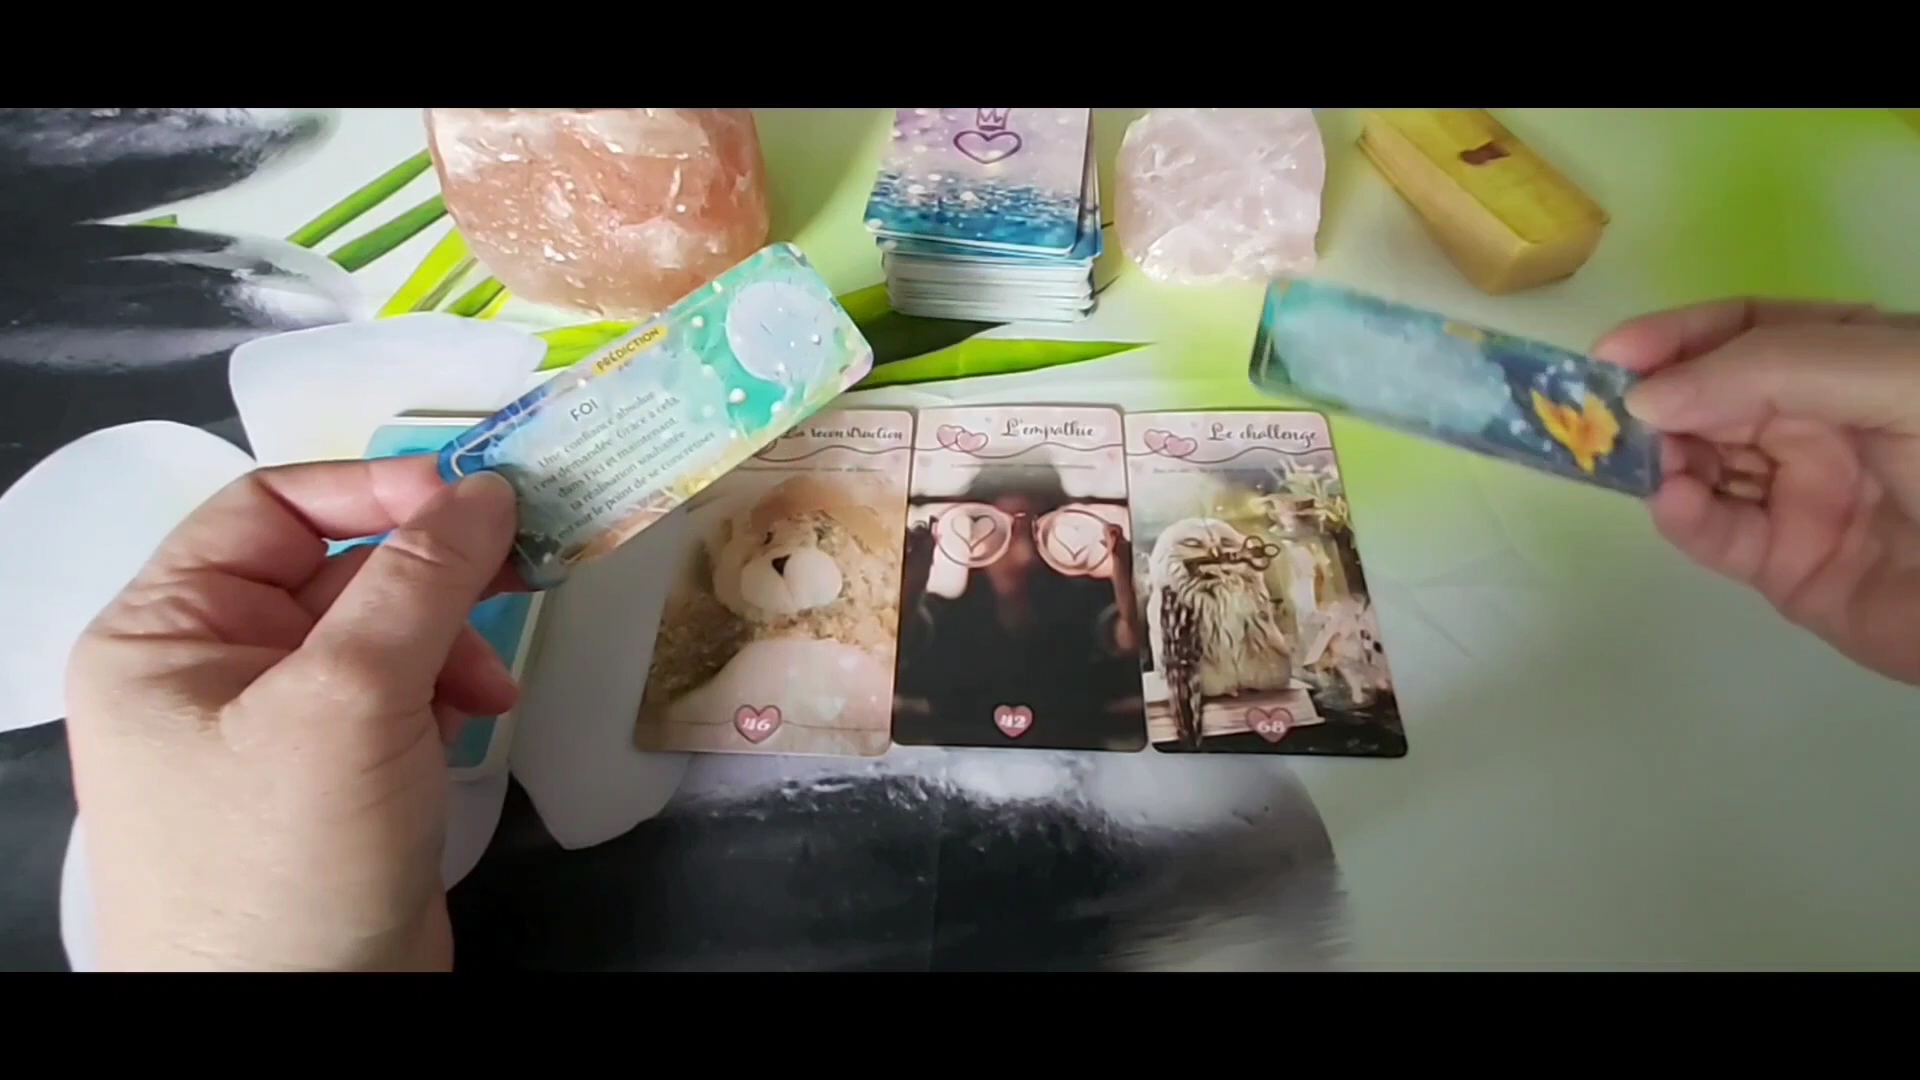 PRÉDICTION
FOI
Une confiance absolue
t'est demandée. Grâce à cela,
dans l'ici et maintenant,
ta réalisation souhaitée
est sur le point de se concrétiser
La reconstruction
L'empathie
Le challenge
46
42
68